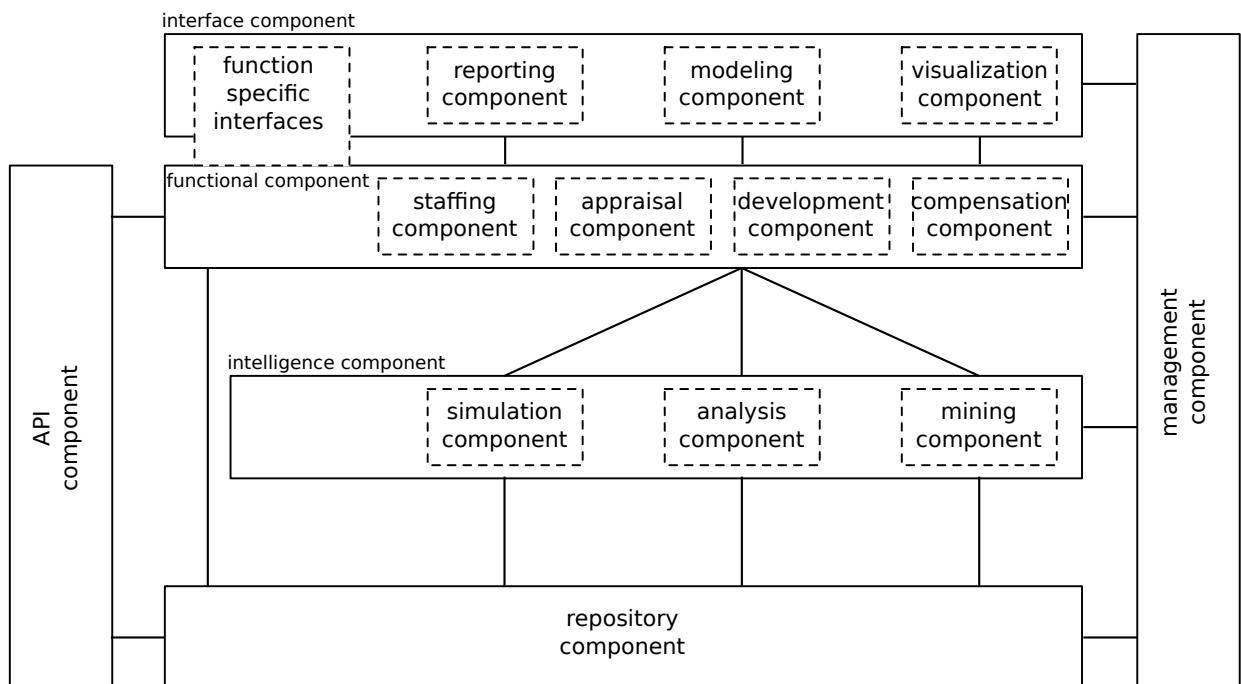 interface component
function
specific
interfaces
reporting
component
modeling
component
visualization
component
functional component
staffing
component
appraisal
component
development
component
compensation
component
API
component
management
component
intelligence component
simulation
component
analysis
component
mining
component
repository
component